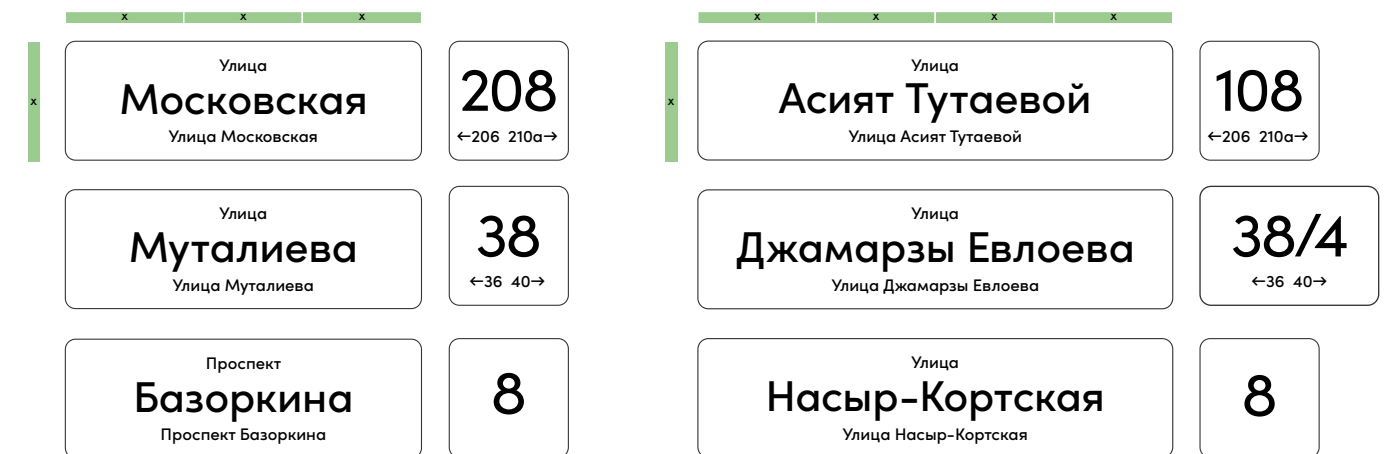 x x x
x
Улица
Московская
Улица Московская
208
←206 210а→
Улица
Муталиева
Улица Муталиева
38
←36 40→
Проспект
Базоркина
Проспект Базоркина
8
x x x x
x
Улица
Асият Тутаевой
Улица Асият Тутаевой
108
←206 210а→
Улица
Джамарзы Евлоева
Улица Джамарзы Евлоева
38/4
←36 40→
Улица
Насыр-Кортская
Улица Насыр-Кортская
8